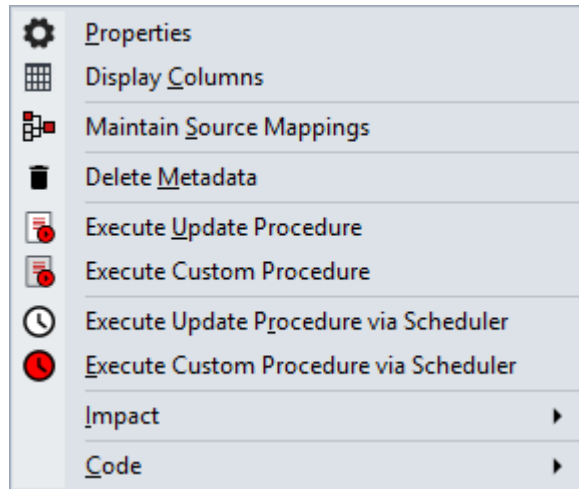 Properties
Display Columns
Maintain Source Mappings
Delete Metadata
Execute Update Procedure
Execute Custom Procedure
Execute Update Procedure via Scheduler
Execute Custom Procedure via Scheduler
Impact
Code